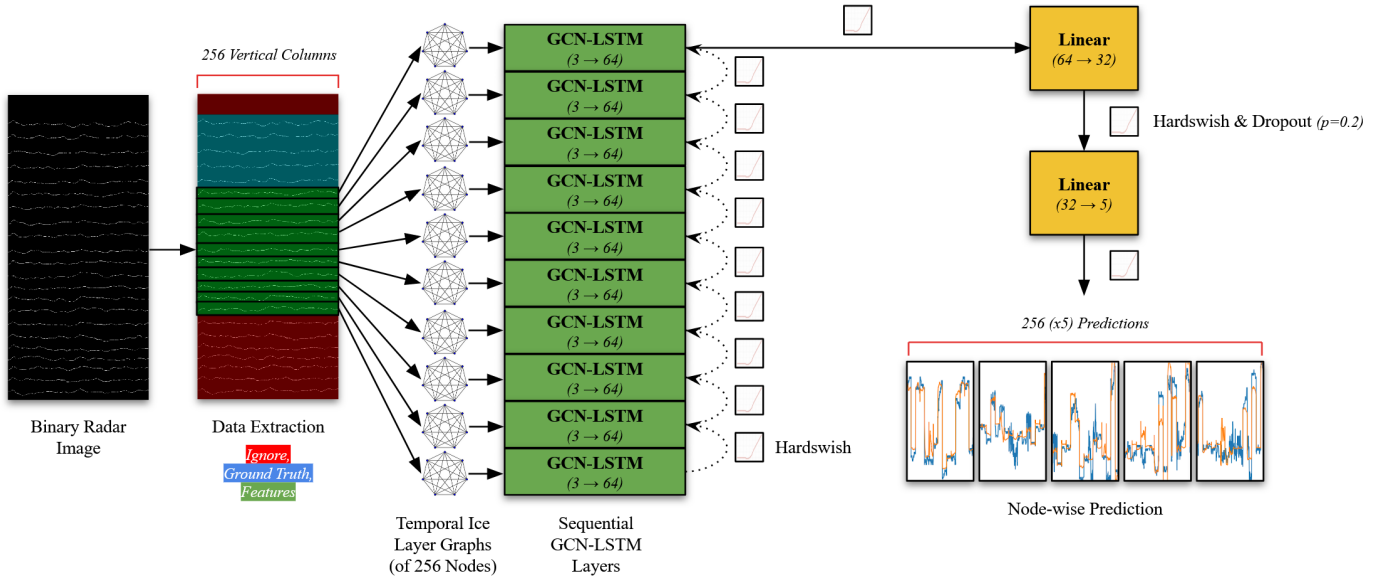 256 Vertical Columns
Binary Radar
Image
Data Extraction
Ignore,
Ground Truth,
Features
Temporal Ice
Layer Graphs
(of 256 Nodes)
GCN-LSTM
(3 → 64)
GCN-LSTM
(3 → 64)
GCN-LSTM
(3 → 64)
GCN-LSTM
(3 → 64)
GCN-LSTM
(3 → 64)
GCN-LSTM
(3 → 64)
GCN-LSTM
(3 → 64)
GCN-LSTM
(3 → 64)
GCN-LSTM
(3 → 64)
GCN-LSTM
(3 → 64)
Sequential
GCN-LSTM
Layers
Hardswish
Linear
(64 → 32)
Hardswish & Dropout (p=0.2)
Linear
(32 → 5)
256 (x5) Predictions
Node-wise Prediction